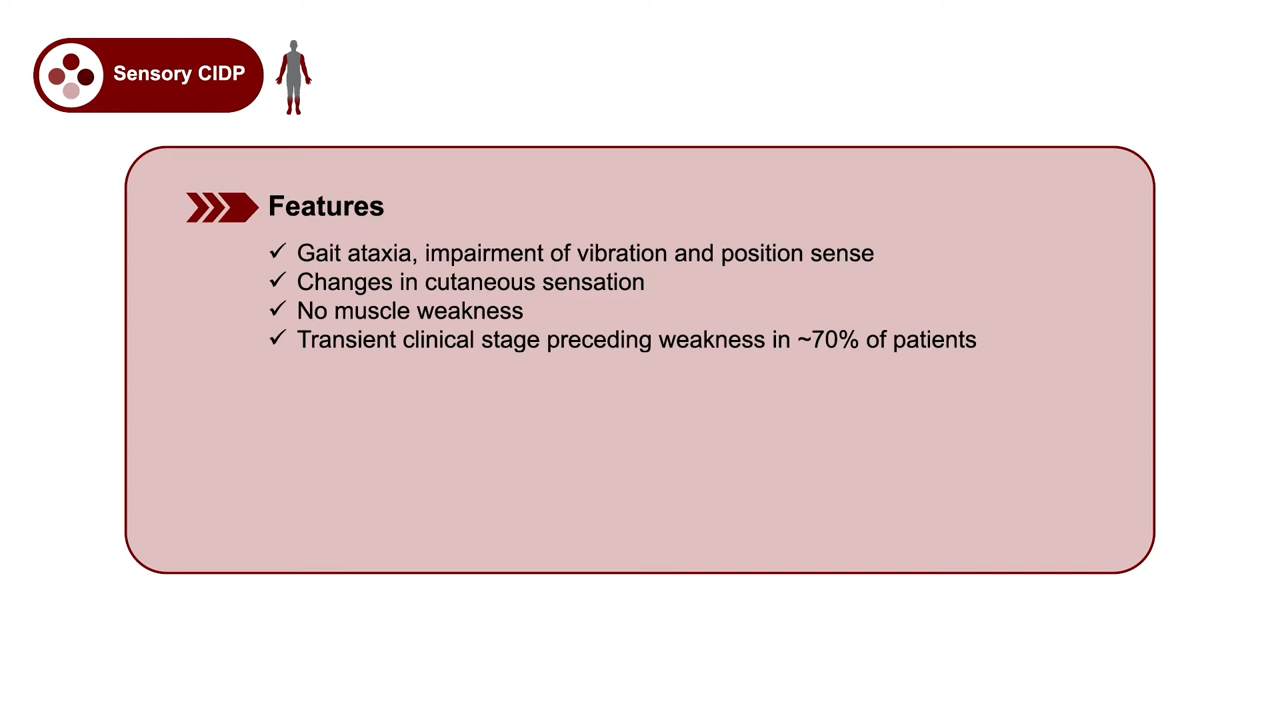 Sensory CIDP
Features
✓ Gait ataxia, impairment of vibration and position sense
✓ Changes in cutaneous sensation
✓ No muscle weakness
✓ Transient clinical stage preceding weakness in ~70% of patients